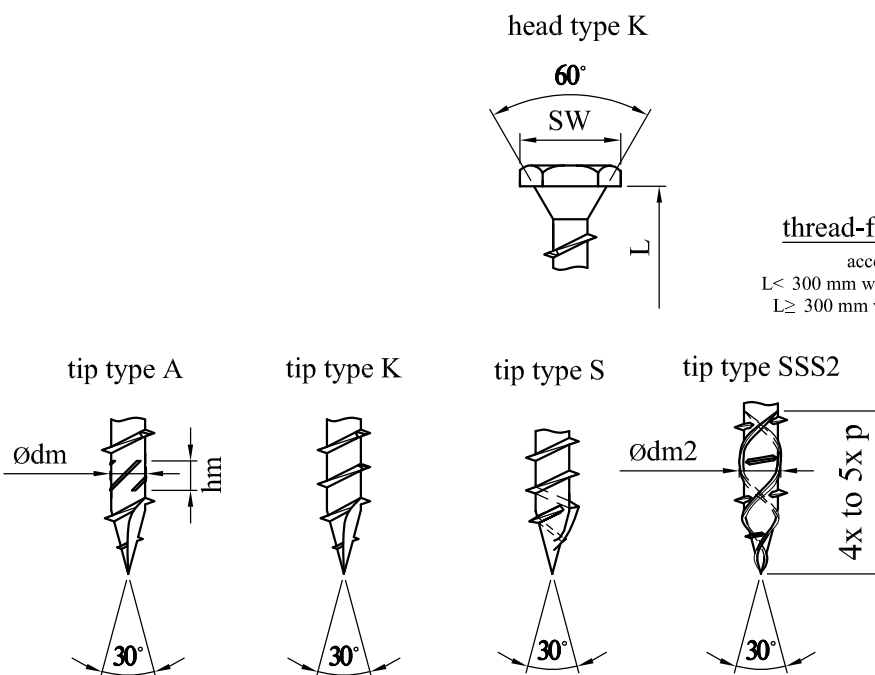 head type K
60°
SW
L
thread-f
acco
L< 300 mm w
L≥ 300 mm
tip type A
tip type K
tip type S
tip type SSS2
Ødm
hm
Ødm2
4x to 5x p
30°
30°
30°
30°